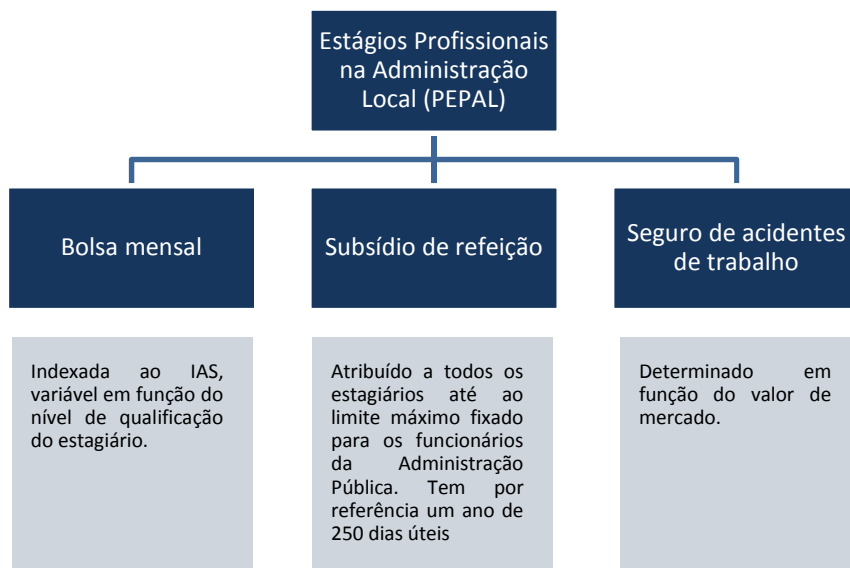 Estágios Profissionais
na Administração
Local (PEPAL)
Bolsa mensal
Subsídio de refeição
Seguro de acidentes
de trabalho
Indexada ao IAS,
variável em função do
nível de qualificação
do estagiário.
Atribuído a todos os
estagiários até ao
limite máximo fixado
para os funcionários
da Administração
Pública. Tem por
referência um ano de
250 dias úteis
Determinado em
função do valor de
mercado.